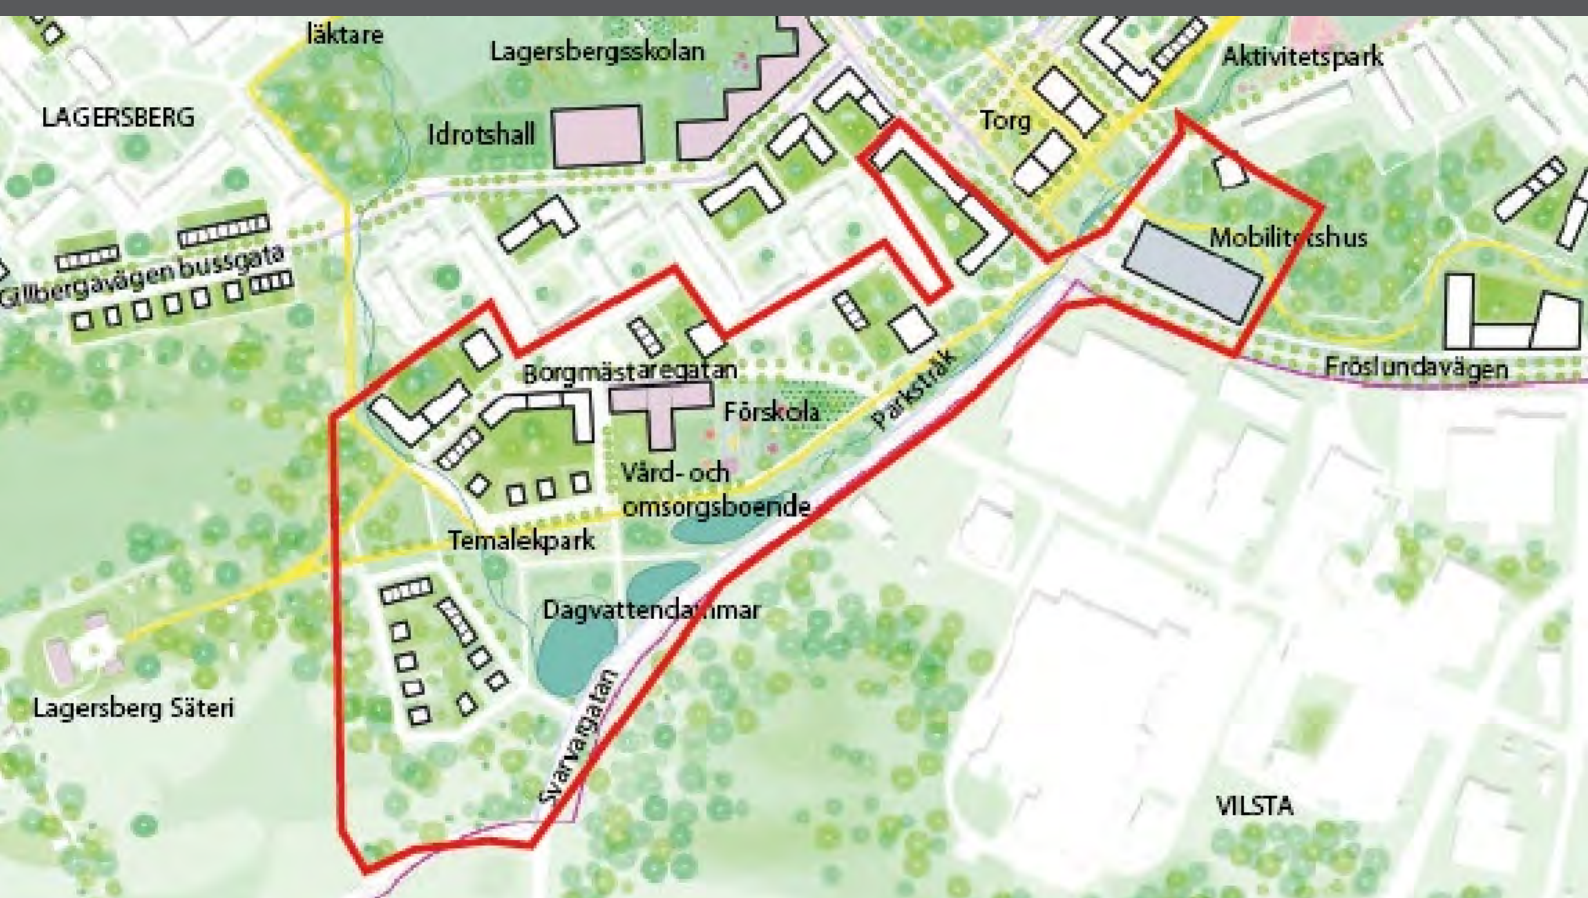 läktare
Lagersbergsskolan
Aktivitetspark
LAGERSBERG
Idrotshall
Torg
Mobilitetshus
Gillbergavägen bussgata
Borgmästaregatan
Fröslundavägen
Förskola
Parkstråk
Vård- och
omsorgsboende
Temalekpark
Dagvattendammar
Lagersberg Säteri
Svarvargatan
VILSTA